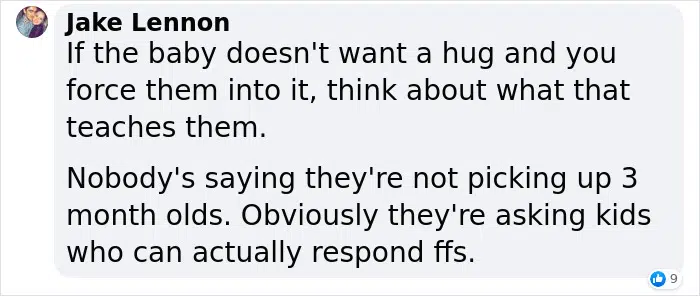 Jake Lennon
If the baby doesn't want a hug and you
force them into it, think about what that
teaches them.
Nobody's saying they're not picking up 3
month olds. Obviously they're asking kids
who can actually respond ffs.
9